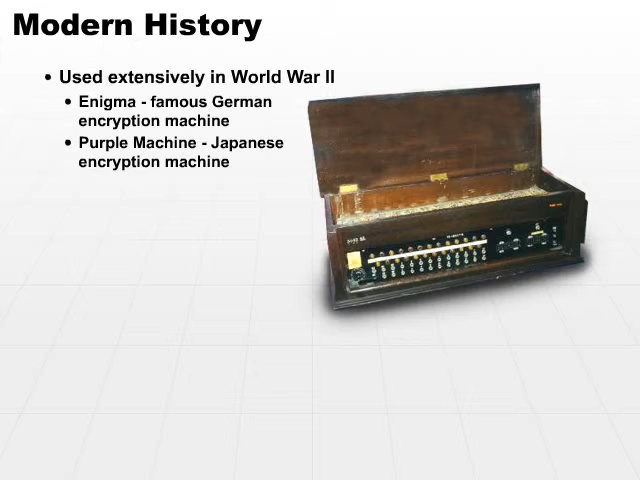 Modern History
• Used extensively in World War II
• Enigma - famous German
encryption machine
• Purple Machine - Japanese
encryption machine